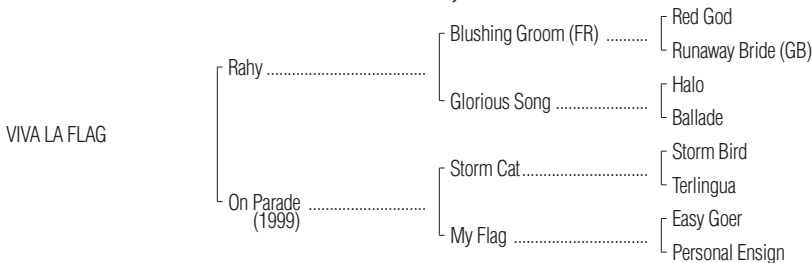 Red God
Blushing Groom (FR) ..........
Runaway Bride (GB)
Rahy ....................................
Halo
Glorious Song .....................
Ballade
VIVA LA FLAG
Storm Bird
Storm Cat.............................
Terlingua
On Parade ..........................
(1999)
Easy Goer
My Flag ..............................
Personal Ensign